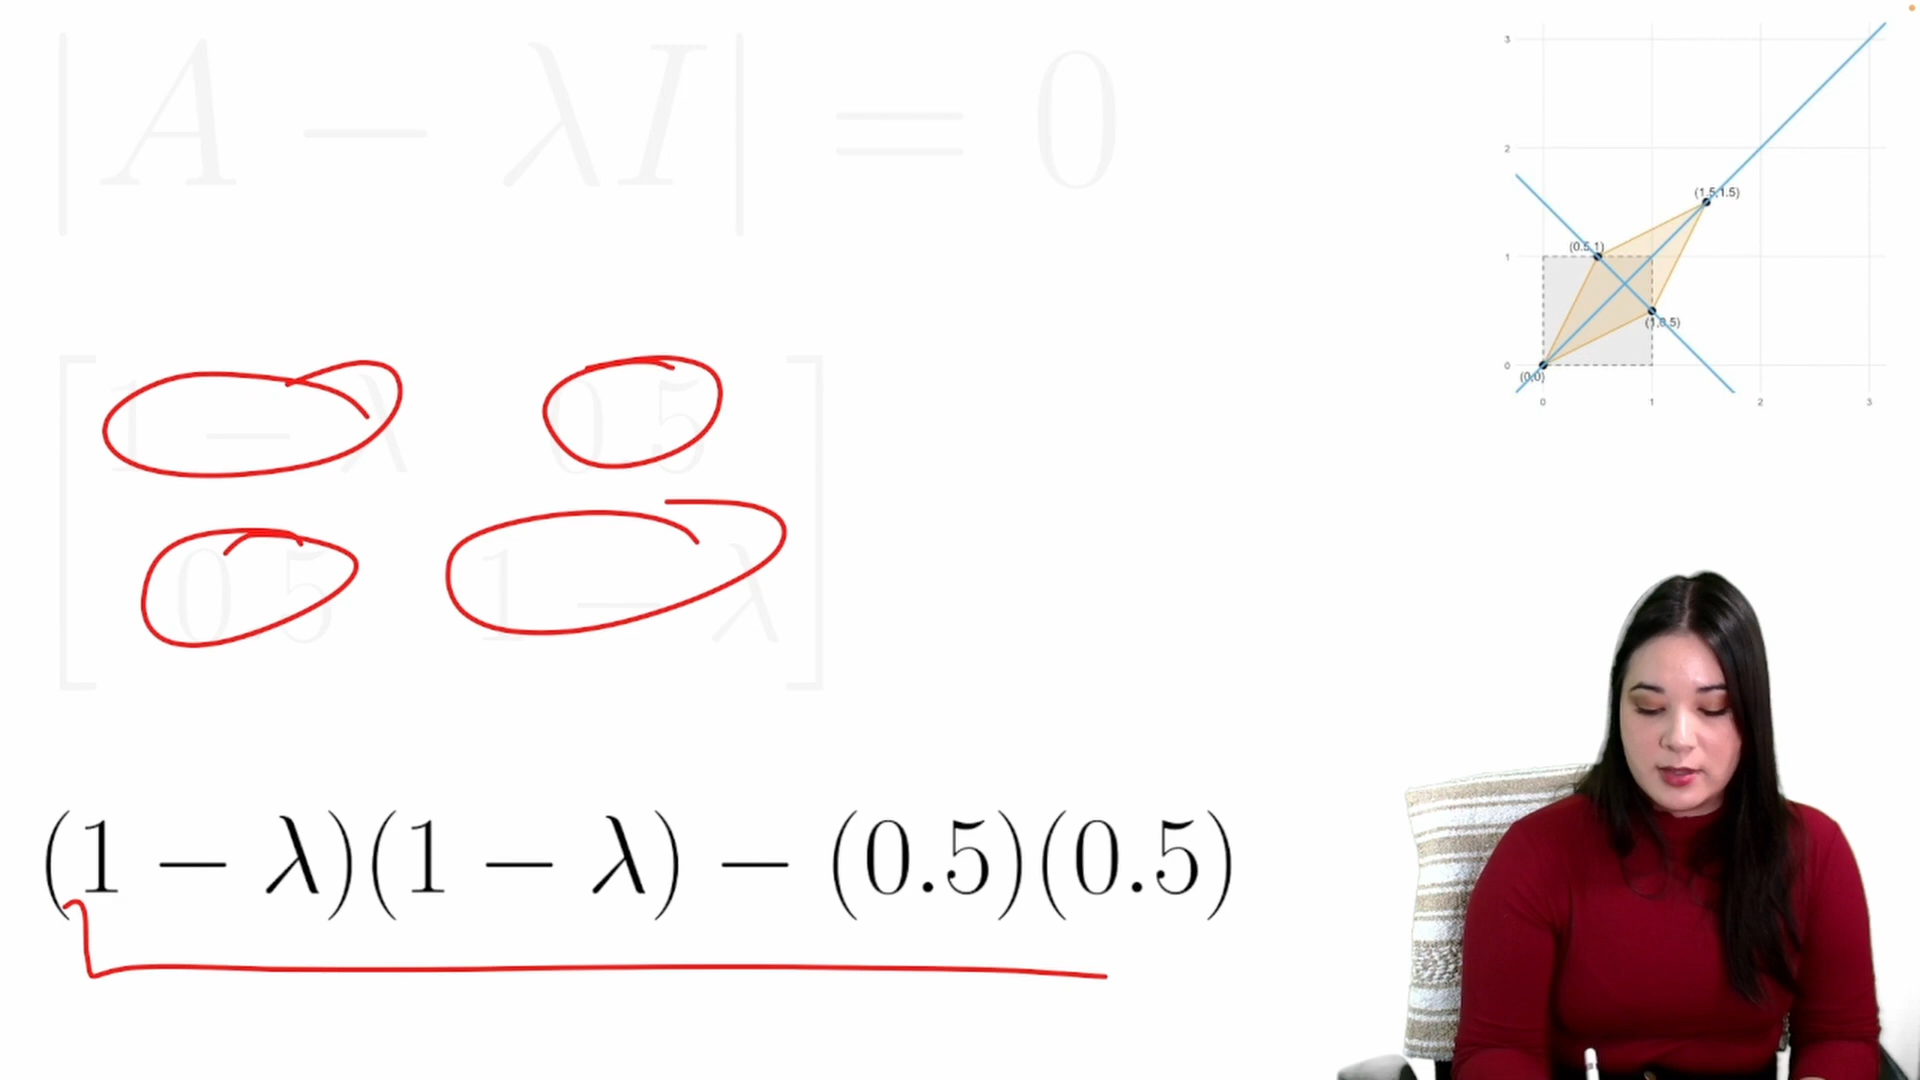 |A − λI| = 0
3
2
(1.5,1.5)
(0.5,1)
1
(1,0.5)
0
(0,0)
0 1 2 3
1 − λ 0.5
0.5 1 − λ
(1 − λ)(1 − λ) − (0.5)(0.5)